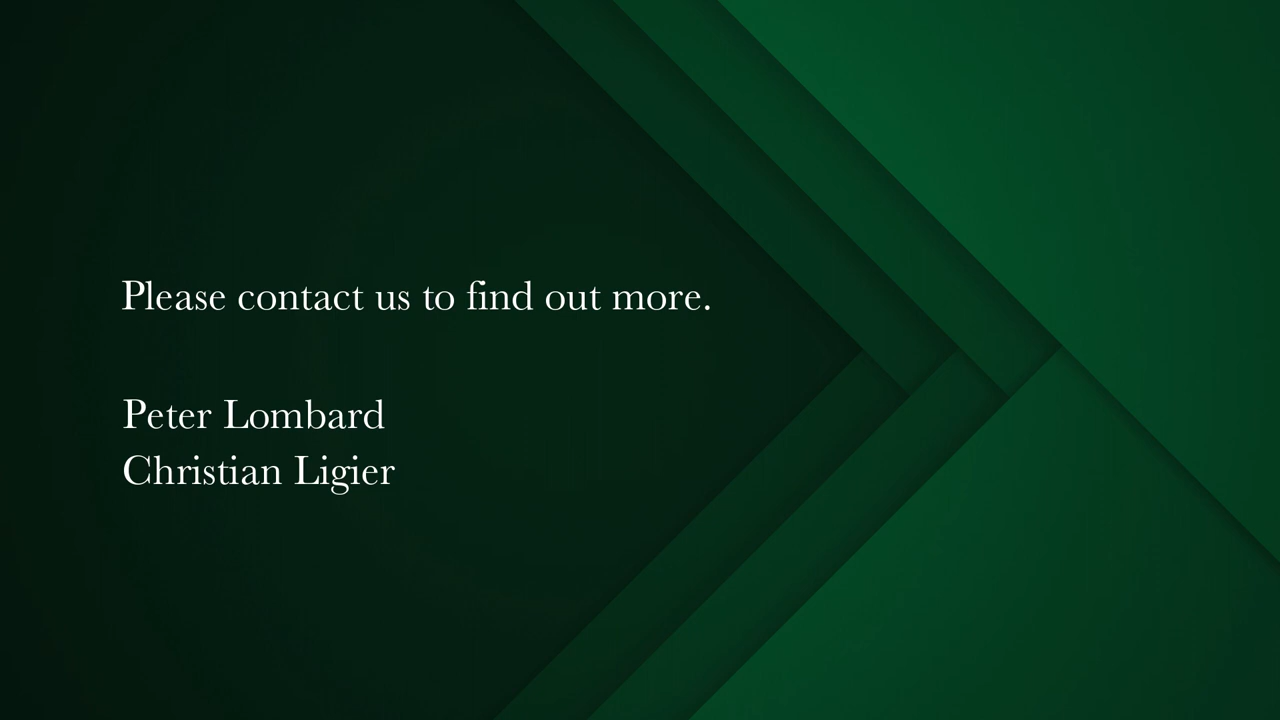 Please contact us to find out more.
Peter Lombard
Christian Ligier